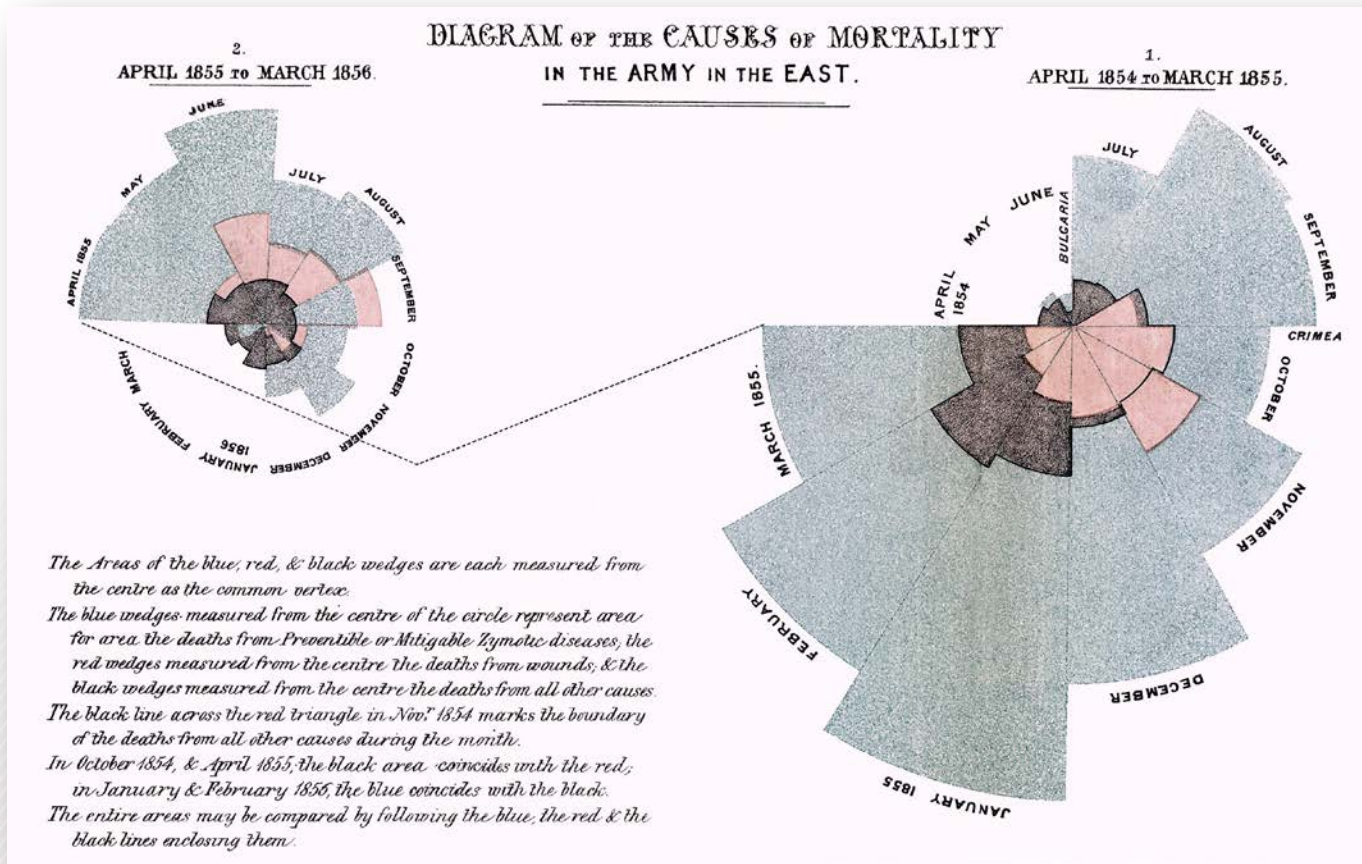 DIAGRAM OF THE CAUSES OF MORTALITY
IN THE ARMY IN THE EAST.
2.
APRIL 1855 TO MARCH 1856.
1.
APRIL 1854 TO MARCH 1855.
APRIL 1855
MAY
JUNE
JULY
AUGUST
SEPTEMBER
OCTOBER
NOVEMBER
DECEMBER
JANUARY
1856
FEBRUARY
MARCH
APRIL
1854
MAY
JUNE
BULGARIA
JULY
AUGUST
SEPTEMBER
CRIMEA
OCTOBER
NOVEMBER
DECEMBER
JANUARY 1855
FEBRUARY
MARCH 1855.
The Areas of the blue, red, & black wedges are each measured from
the centre as the common vertex.
The blue wedges measured from the centre of the circle represent area
for area the deaths from Preventible or Mitigable Zymotic diseases; the
red wedges measured from the centre the deaths from wounds; & the
black wedges measured from the centre the deaths from all other causes.
The black line across the red triangle in Nov.r 1854 marks the boundary
of the deaths from all other causes during the month.
In October 1854, & April 1855, the black area coincides with the red;
in January & February 1856, the blue coincides with the black.
The entire areas may be compared by following the blue, the red & the
black lines enclosing them.